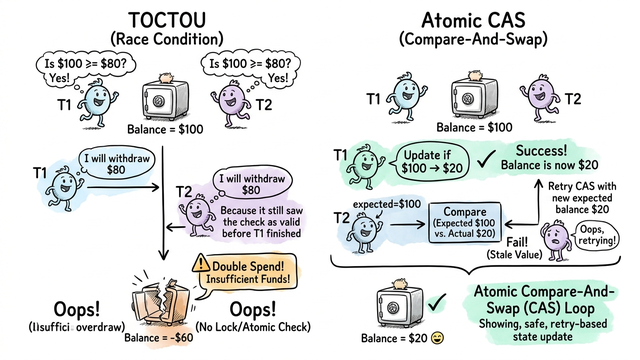 TOCTOU
(Race Condition)
Is $100 >= $80?
Yes!
Is $100 >= $80?
Yes!
T1
T2
Balance = $100
T1
I will withdraw
$80
T2
I will withdraw
$80
Because it still saw
the check as valid
before T1 finished
Double Spend!
Insufficient Funds!
Oops!
overdraw)
Oops!
(No Lock/Atomic Check)
Balance = -$60
Atomic CAS
(Compare-And-Swap)
T1
T2
Balance = $100
T1
Update if
$100 → $20
Success!
Balance is now $20
Retry CAS with
new expected
balance $20
T2
expected=$100
Compare
(Expected $100
vs. Actual $20)
Fail!
(Stale Value)
Oops,
retrying!
Balance = $20
Atomic Compare-And-
Swap (CAS) Loop
Showing, safe, retry-based
state update